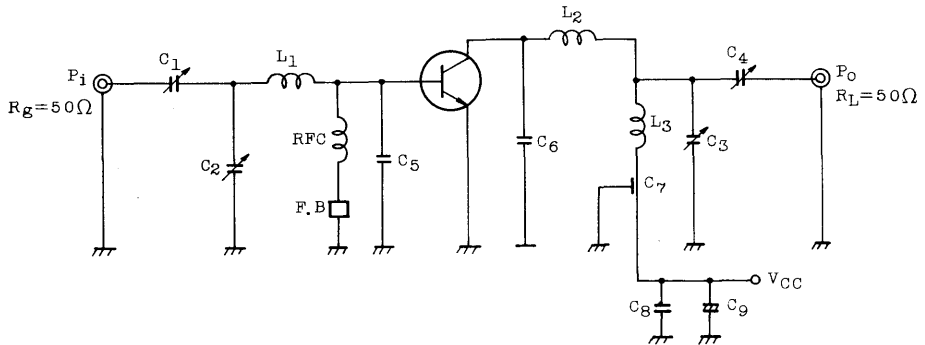 Pi
Rg=50Ω
C1
C2
L1
RFC
F.B
C5
C6
L2
L3
C7
C3
C4
Po
RL=50Ω
C8
C9
VCC